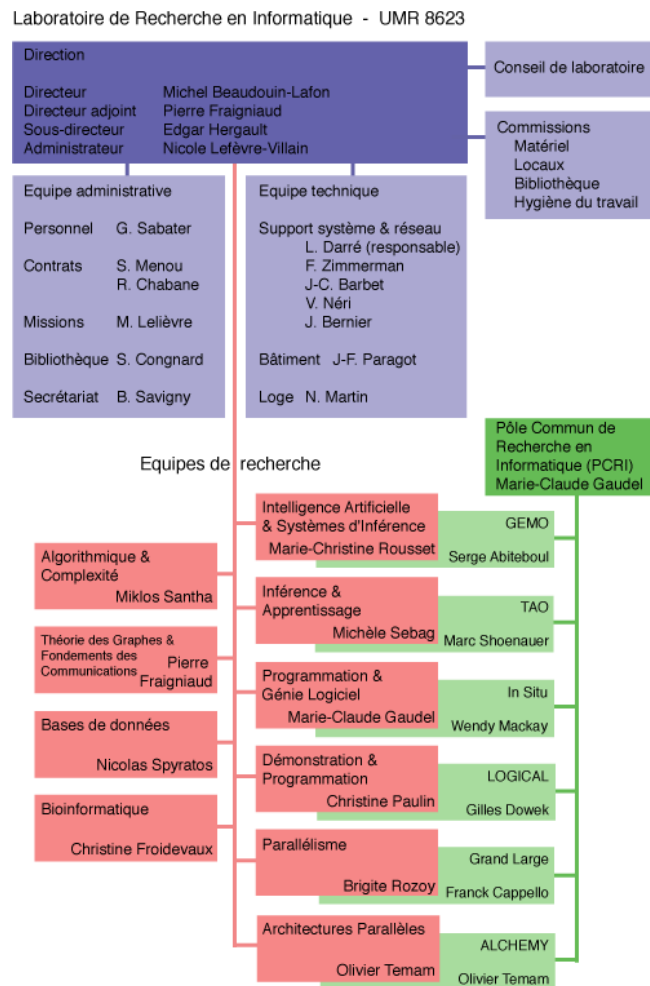 Laboratoire de Recherche en Informatique - UMR 8623
Direction
Directeur Michel Beaudouin-Lafon
Directeur adjoint Pierre Fraigniaud
Sous-directeur Edgar Hergault
Administrateur Nicole Lefèvre-Villain
Conseil de laboratoire
Commissions
Matériel
Locaux
Bibliothèque
Hygiène du travail
Equipe administrative
Personnel G. Sabater
Contrats S. Menou
R. Chabane
Missions M. Lelièvre
Bibliothèque S. Congnard
Secrétariat B. Savigny
Equipe technique
Support système & réseau
L. Darré (responsable)
F. Zimmerman
J-C. Barbet
V. Néri
J. Bernier
Bâtiment J-F. Paragot
Loge N. Martin
Pôle Commun de
Recherche en
Informatique (PCRI)
Marie-Claude Gaudel
Equipes de recherche
Algorithmique &
Complexité
Miklos Santha
Théorie des Graphes &
Fondements des
Communications Pierre
Fraigniaud
Bases de données
Nicolas Spyratos
Bioinformatique
Christine Froidevaux
Intelligence Artificielle
& Systèmes d'Inférence
Marie-Christine Rousset
GEMO
Serge Abiteboul
Inférence &
Apprentissage
Michèle Sebag
TAO
Marc Shoenauer
Programmation &
Génie Logiciel
Marie-Claude Gaudel
In Situ
Wendy Mackay
Démonstration &
Programmation
Christine Paulin
LOGICAL
Gilles Dowek
Parallélisme
Brigite Rozoy
Grand Large
Franck Cappello
Architectures Parallèles
Olivier Temam
ALCHEMY
Olivier Temam